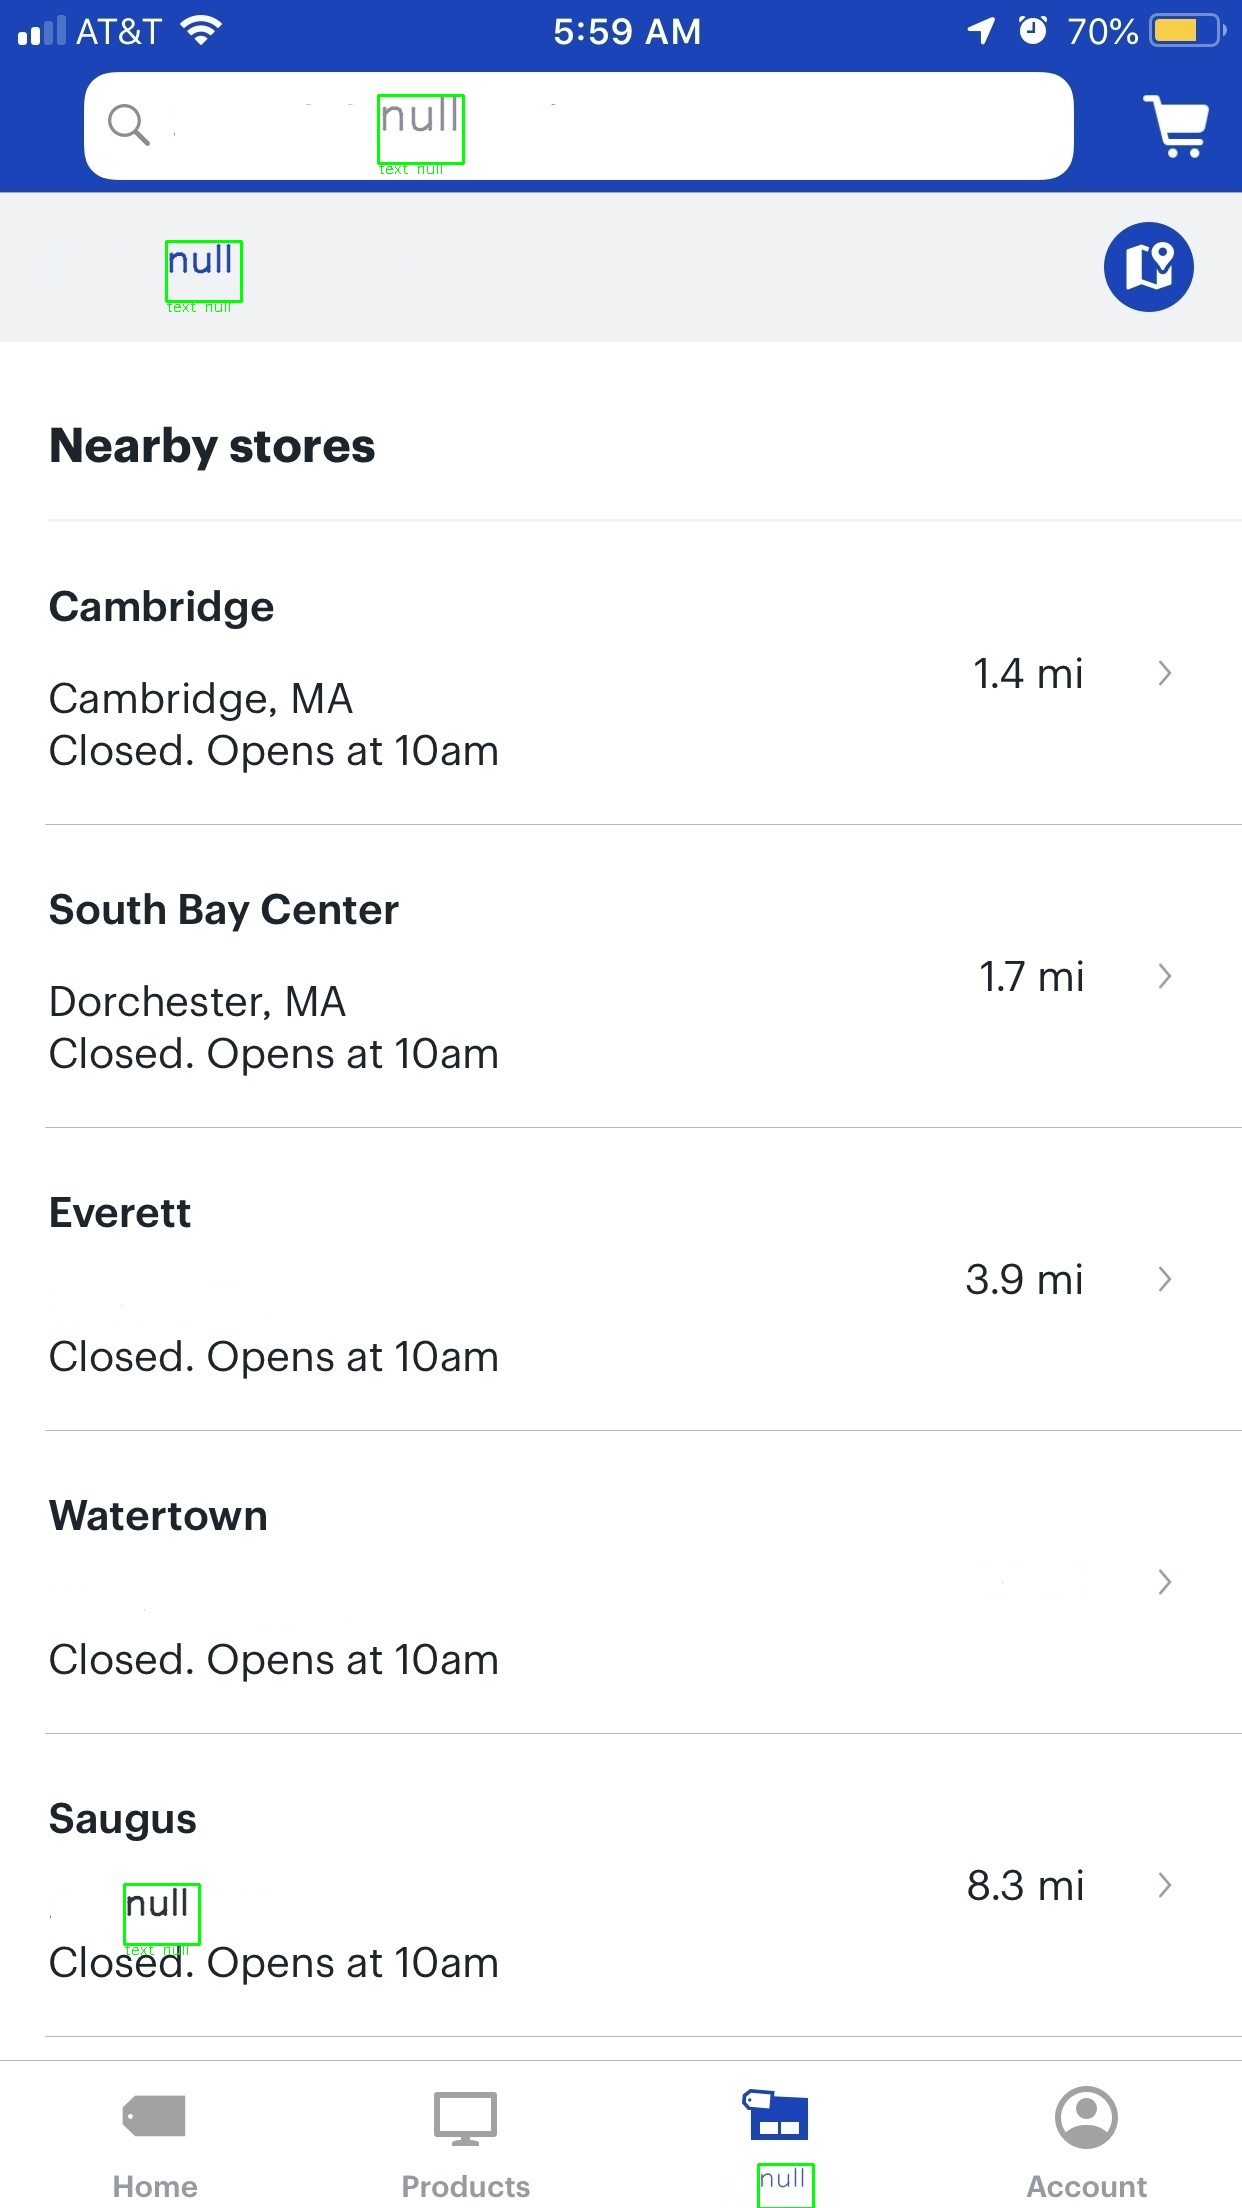 AT&T 5:59 AM 70%
null
text null
null
text null
Nearby stores
Cambridge
1.4 mi
Cambridge, MA
Closed. Opens at 10am
South Bay Center
1.7 mi
Dorchester, MA
Closed. Opens at 10am
Everett
3.9 mi
Closed. Opens at 10am
Watertown
Closed. Opens at 10am
Saugus
8.3 mi
null
text null
Closed. Opens at 10am
Home Products null Account